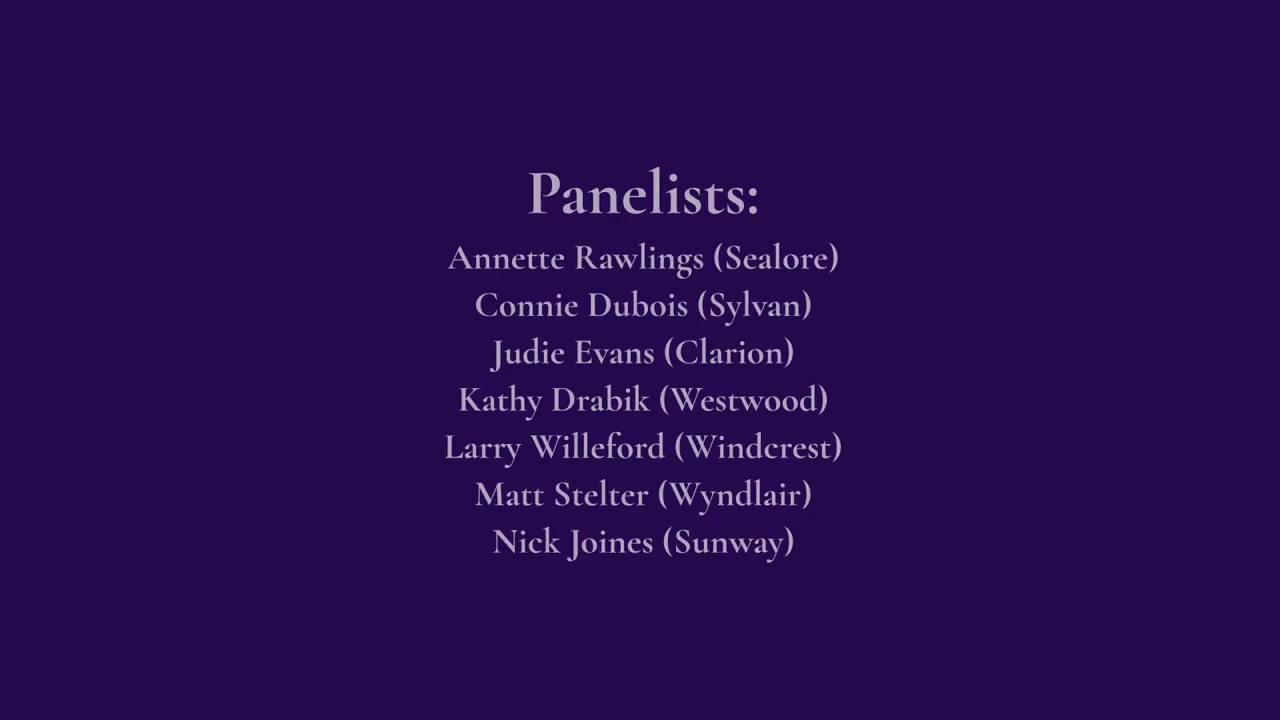 Panelists:
Annette Rawlings (Sealore)
Connie Dubois (Sylvan)
Judie Evans (Clarion)
Kathy Drabik (Westwood)
Larry Willeford (Windcrest)
Matt Stelter (Wyndlair)
Nick Joines (Sunway)